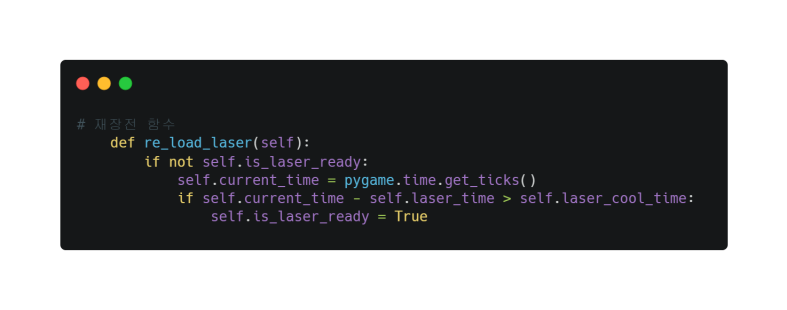 # 재장전 함수
    def re_load_laser(self):
        if not self.is_laser_ready:
            self.current_time = pygame.time.get_ticks()
            if self.current_time - self.laser_time > self.laser_cool_time:
                self.is_laser_ready = True